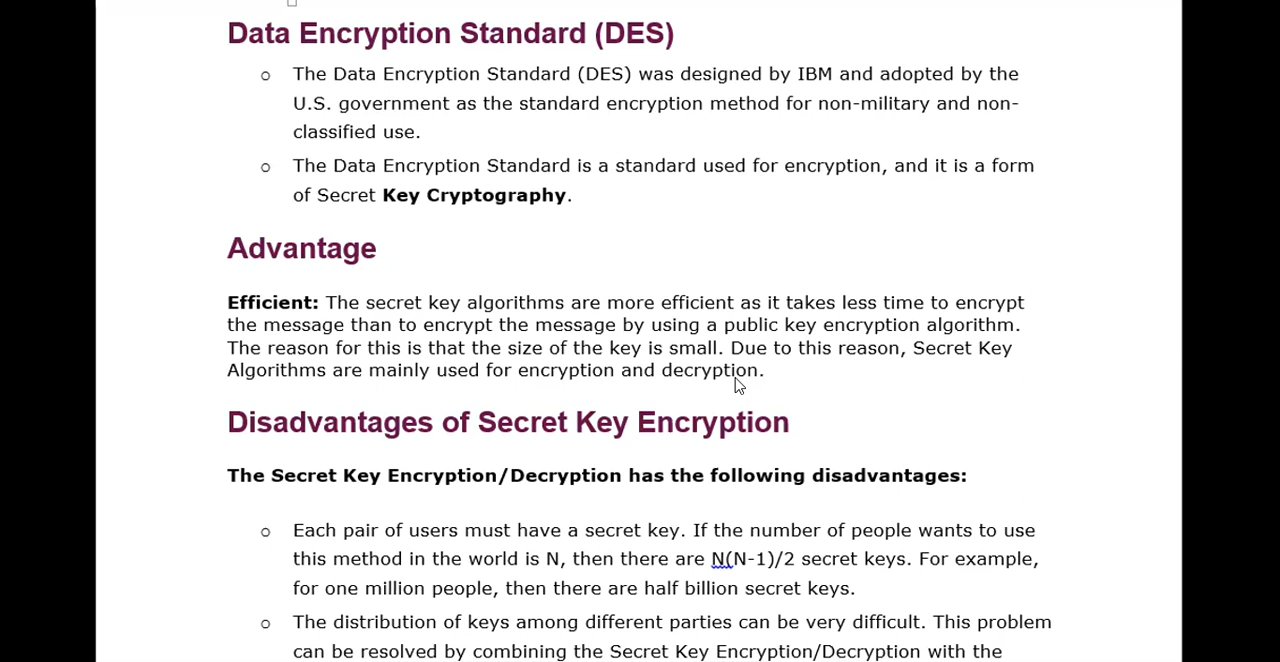 Data Encryption Standard (DES)
o The Data Encryption Standard (DES) was designed by IBM and adopted by the
U.S. government as the standard encryption method for non-military and non-
classified use.
o The Data Encryption Standard is a standard used for encryption, and it is a form
of Secret Key Cryptography.
Advantage
Efficient: The secret key algorithms are more efficient as it takes less time to encrypt
the message than to encrypt the message by using a public key encryption algorithm.
The reason for this is that the size of the key is small. Due to this reason, Secret Key
Algorithms are mainly used for encryption and decryption.
Disadvantages of Secret Key Encryption
The Secret Key Encryption/Decryption has the following disadvantages:
o Each pair of users must have a secret key. If the number of people wants to use
this method in the world is N, then there are N(N-1)/2 secret keys. For example,
for one million people, then there are half billion secret keys.
o The distribution of keys among different parties can be very difficult. This problem
can be resolved by combining the Secret Key Encryption/Decryption with the